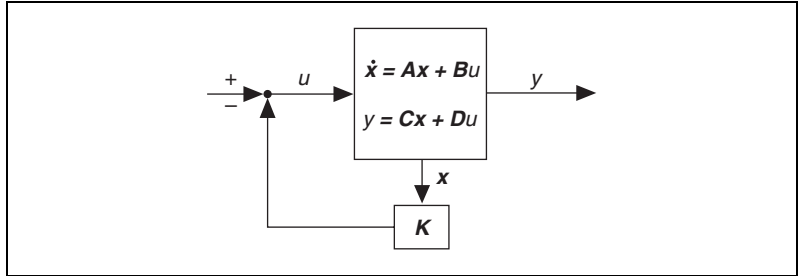 ẋ = Ax + Bu
+ u y
−
y = Cx + Du
x
K